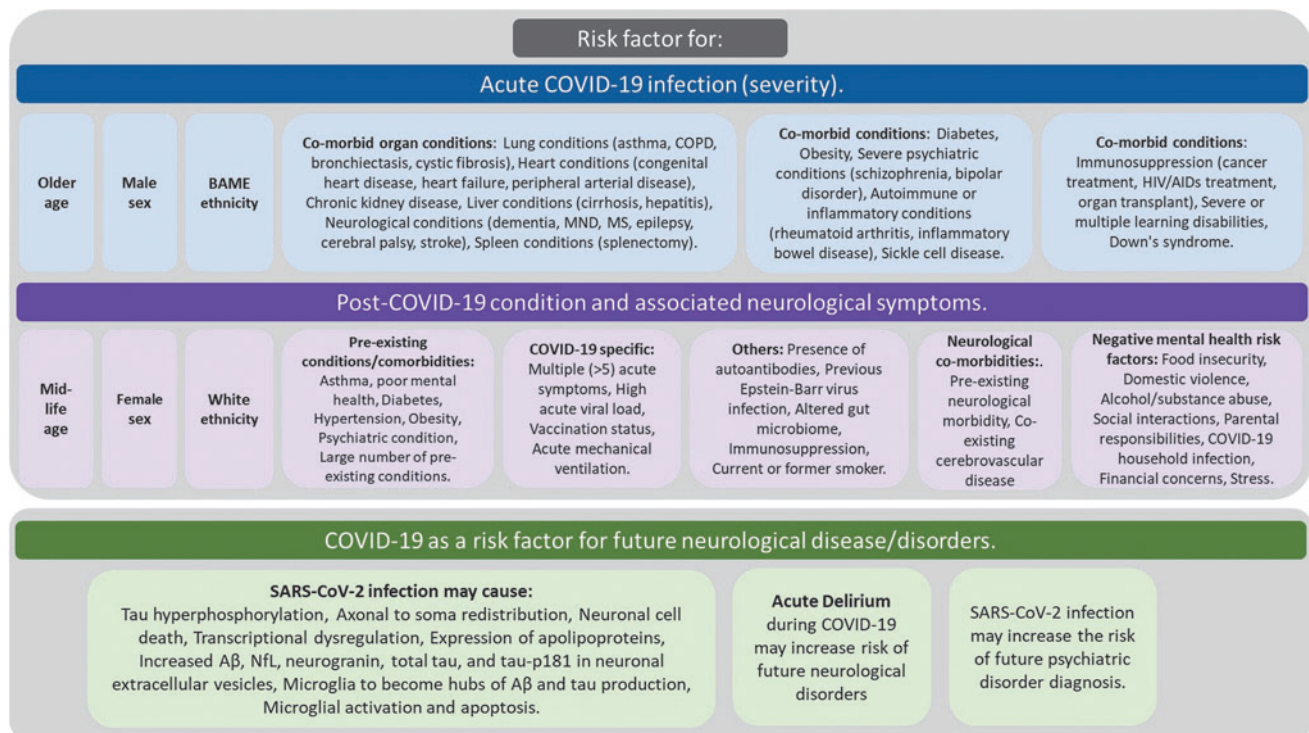 Risk factor for:
Acute COVID-19 infection (severity).
Older
age
Male
sex
BAME
ethnicity
Co-morbid organ conditions: Lung conditions (asthma, COPD,
bronchiectasis, cystic fibrosis), Heart conditions (congenital
heart disease, heart failure, peripheral arterial disease),
Chronic kidney disease, Liver conditions (cirrhosis, hepatitis),
Neurological conditions (dementia, MND, MS, epilepsy,
cerebral palsy, stroke), Spleen conditions (splenectomy).
Co-morbid conditions: Diabetes,
Obesity, Severe psychiatric
conditions (schizophrenia, bipolar
disorder), Autoimmune or
inflammatory conditions
(rheumatoid arthritis, inflammatory
bowel disease), Sickle cell disease.
Co-morbid conditions:
Immunosuppression (cancer
treatment, HIV/AIDs treatment,
organ transplant), Severe or
multiple learning disabilities,
Down's syndrome.
Post-COVID-19 condition and associated neurological symptoms.
Mid-
life
age
Female
sex
White
ethnicity
Pre-existing
conditions/comorbidities:
Asthma, poor mental
health, Diabetes,
Hypertension, Obesity,
Psychiatric condition,
Large number of pre-
existing conditions.
COVID-19 specific:
Multiple (>5) acute
symptoms, High
acute viral load,
Vaccination status,
Acute mechanical
ventilation.
Others: Presence of
autoantibodies, Previous
Epstein-Barr virus
infection, Altered gut
microbiome,
Immunosuppression,
Current or former smoker.
Neurological
co-morbidities:.
Pre-existing
neurological
morbidity, Co-
existing
cerebrovascular
disease
Negative mental health risk
factors: Food insecurity,
Domestic violence,
Alcohol/substance abuse,
Social interactions, Parental
responsibilities, COVID-19
household infection,
Financial concerns, Stress.
COVID-19 as a risk factor for future neurological disease/disorders.
SARS-CoV-2 infection may cause:
Tau hyperphosphorylation, Axonal to soma redistribution, Neuronal cell
death, Transcriptional dysregulation, Expression of apolipoproteins,
Increased Aβ, NfL, neurogranin, total tau, and tau-p181 in neuronal
extracellular vesicles, Microglia to become hubs of Aβ and tau production,
Microglial activation and apoptosis.
Acute Delirium
during COVID-19
may increase risk of
future neurological
disorders
SARS-CoV-2 infection
may increase the risk
of future psychiatric
disorder diagnosis.